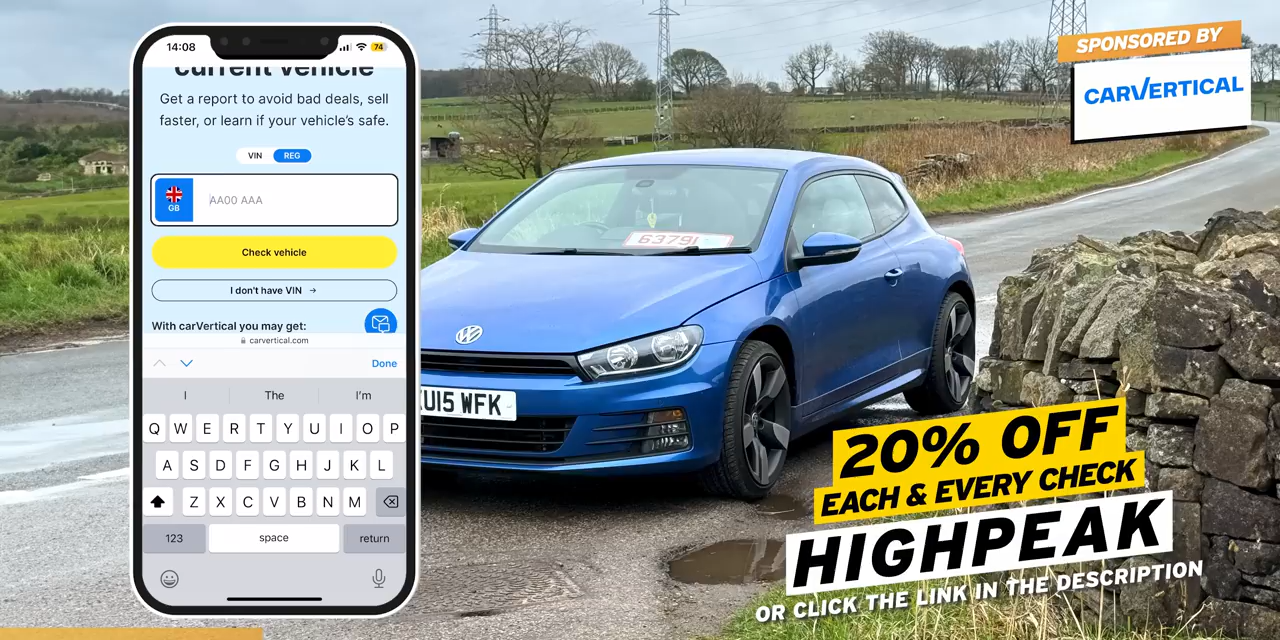 14:08
74
current vehicle
Get a report to avoid bad deals, sell
faster, or learn if your vehicle's safe.
VIN REG
GB AA00 AAA
Check vehicle
I don't have VIN →
With carVertical you may get:
carvertical.com
Done
I The I'm
Q W E R T Y U I O P
A S D F G H J K L
Z X C V B N M
123 space return
SPONSORED BY
CARVERTICAL
U15 WFK
20% OFF
EACH & EVERY CHECK
HIGHPEAK
OR CLICK THE LINK IN THE DESCRIPTION